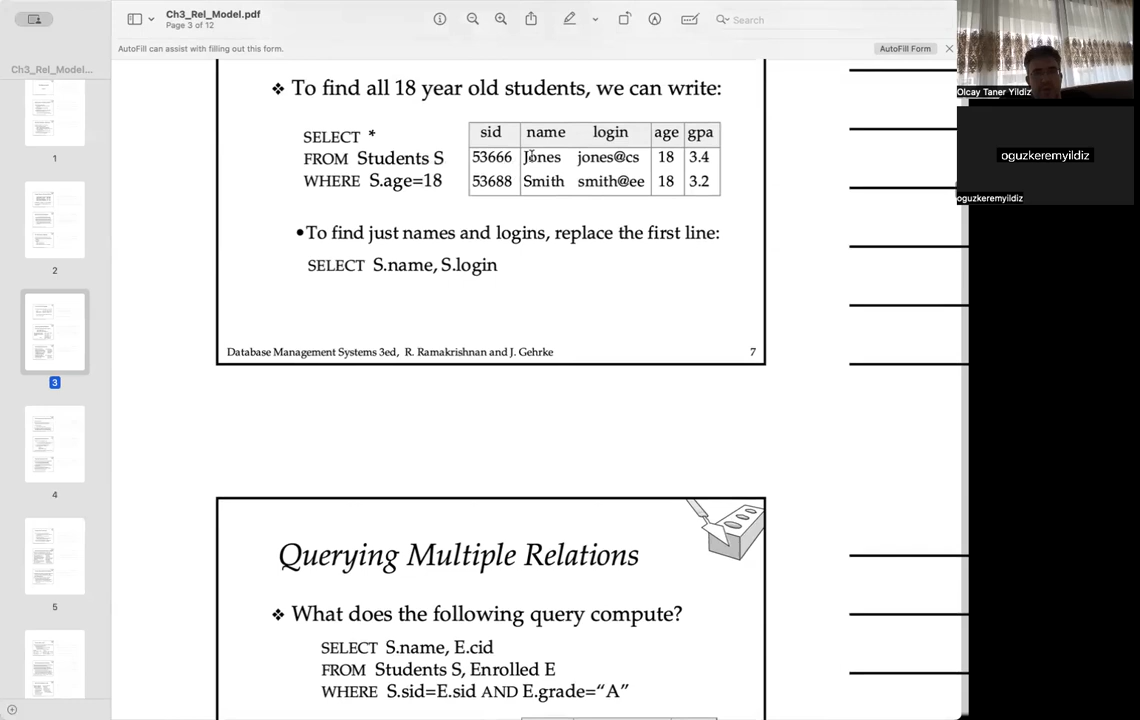 Ch3_Rel_Model.pdf
Page 3 of 12
Search
AutoFill can assist with filling out this form.
AutoFill Form
Ch3_Rel_Model...
1
2
3
4
5
❖ To find all 18 year old students, we can write:
SELECT *
FROM Students S
WHERE S.age=18
sid name login age gpa
53666 Jones jones@cs 18 3.4
53688 Smith smith@ee 18 3.2
•To find just names and logins, replace the first line:
SELECT S.name, S.login
Database Management Systems 3ed, R. Ramakrishnan and J. Gehrke 7
Querying Multiple Relations
❖ What does the following query compute?
SELECT S.name, E.cid
FROM Students S, Enrolled E
WHERE S.sid=E.sid AND E.grade=“A”
Olcay Taner Yildiz
oguzkeremyildiz
oguzkeremyildiz